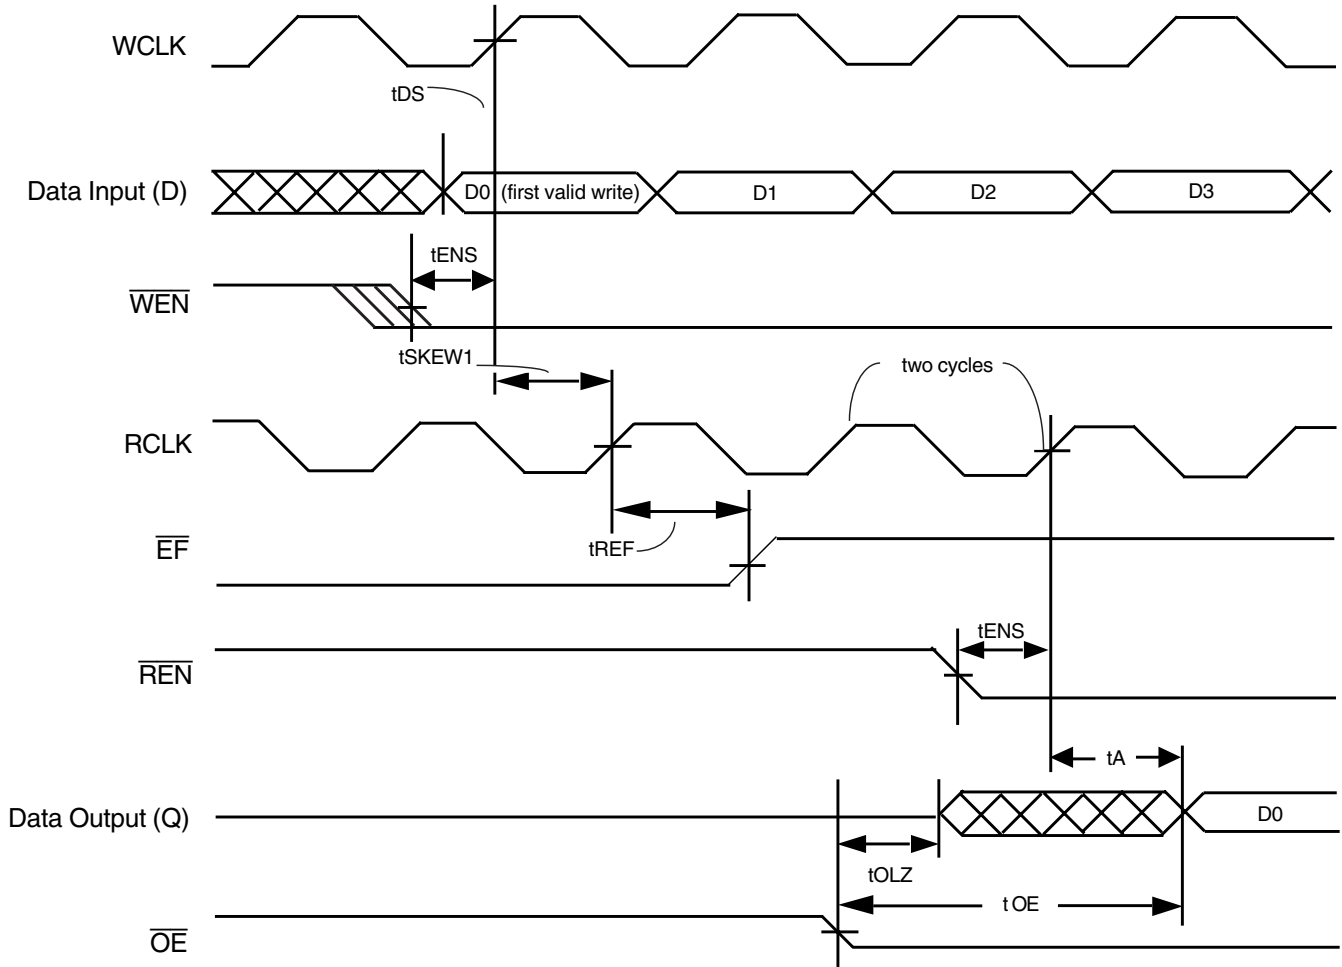 WCLK
tDS
Data Input (D)
D0 (first valid write)
D1
D2
D3
tENS
WEN
tSKEW1
two cycles
RCLK
EF
tREF
tENS
REN
tA
Data Output (Q)
D0
tOLZ
t OE
OE